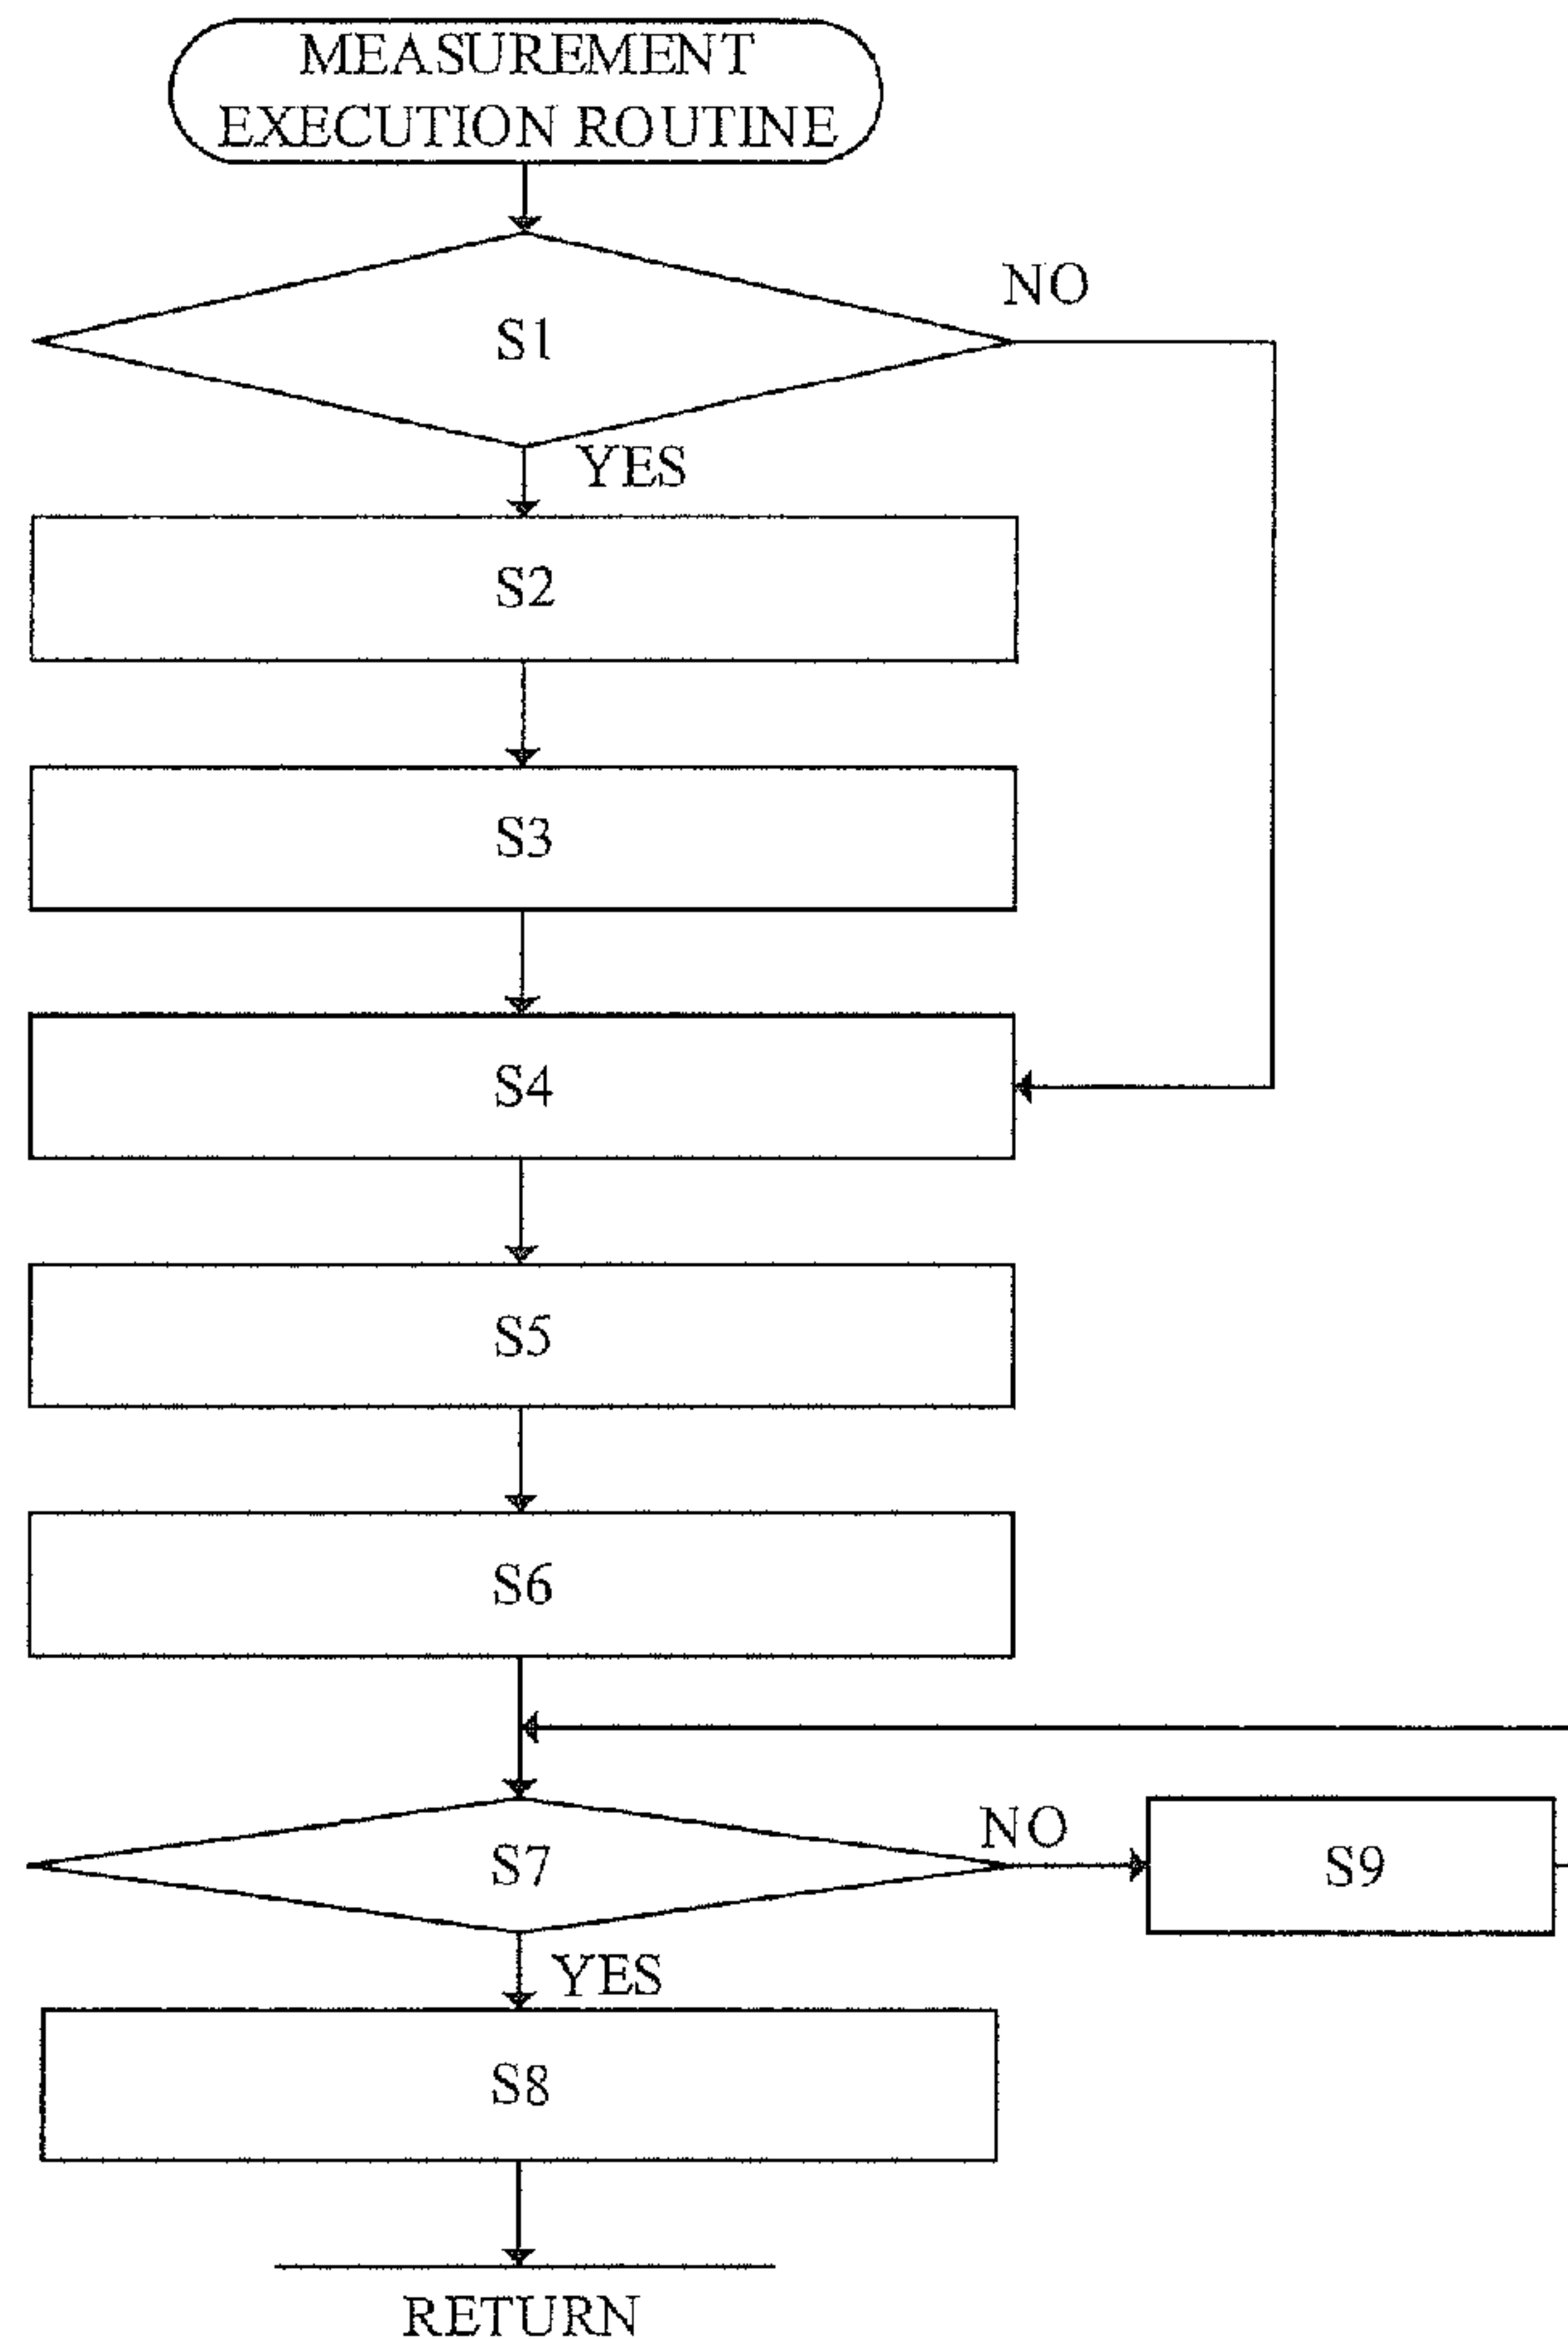 MEASUREMENT
EXECUTION ROUTINE
S1
NO
YES
S2
S3
S4
S5
S6
S7
NO
S9
YES
S8
RETURN